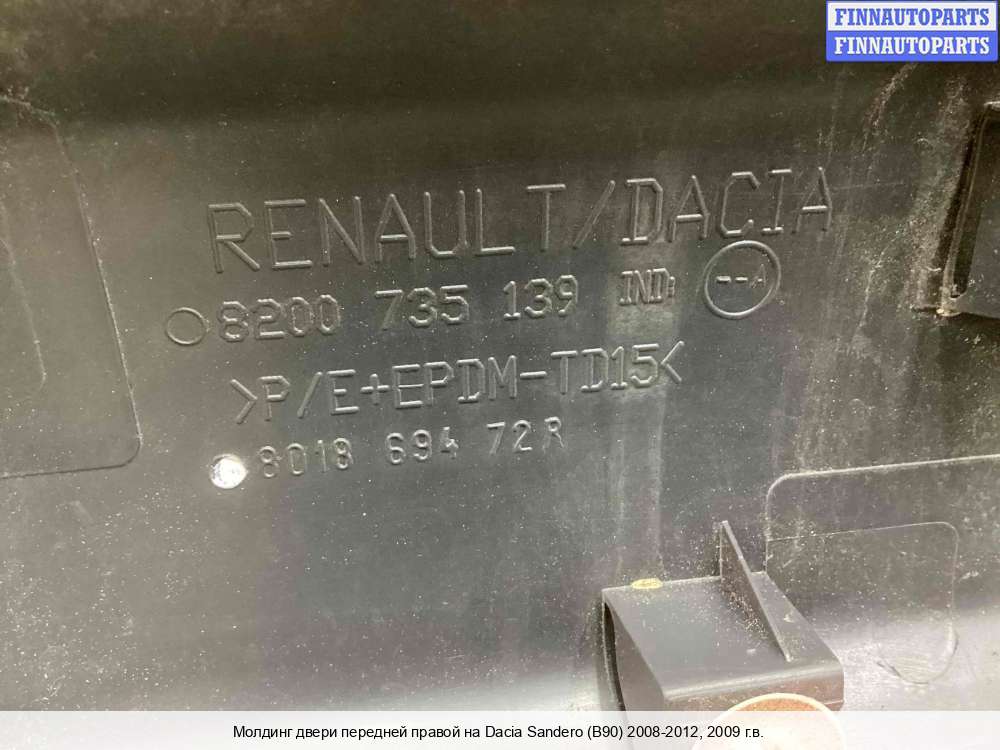 FINNAUTOPARTS
FINNAUTOPARTS
RENAULT/DACIA
8200 735 139 IND: --A
>P/E+EPDM-TD15<
8018 694 72R
Молдинг двери передней правой на Dacia Sandero (B90) 2008-2012, 2009 г.в.